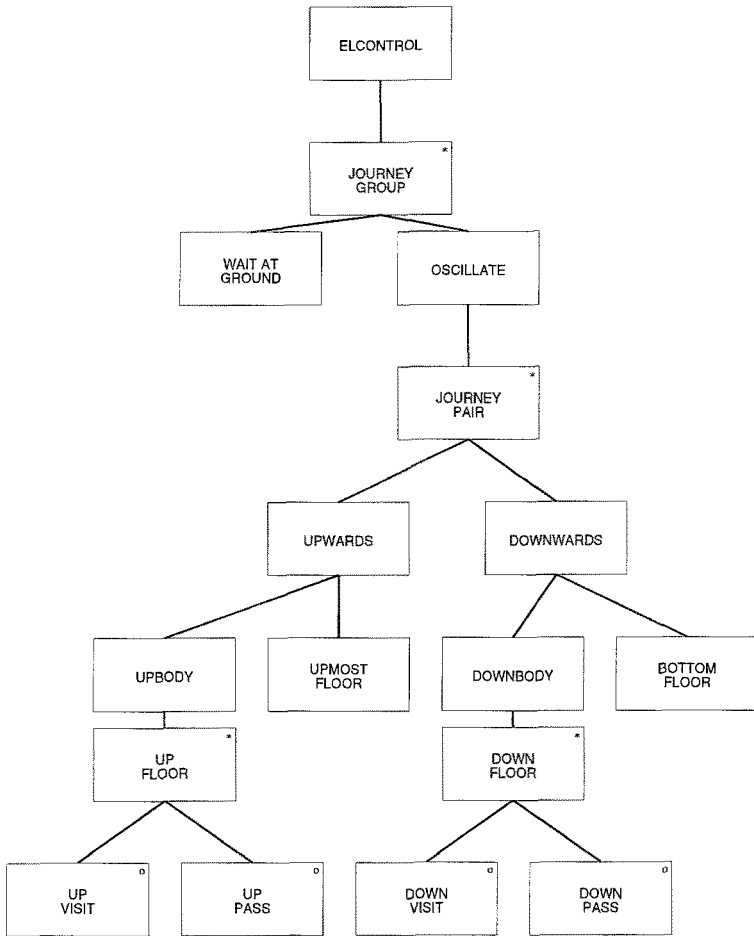 ELCONTROL
*
JOURNEY
GROUP
WAIT AT
GROUND
OSCILLATE
*
JOURNEY
PAIR
UPWARDS
DOWNWARDS
UPBODY
UPMOST
FLOOR
DOWNBODY
BOTTOM
FLOOR
*
UP
FLOOR
*
DOWN
FLOOR
o
UP
VISIT
o
UP
PASS
o
DOWN
VISIT
o
DOWN
PASS